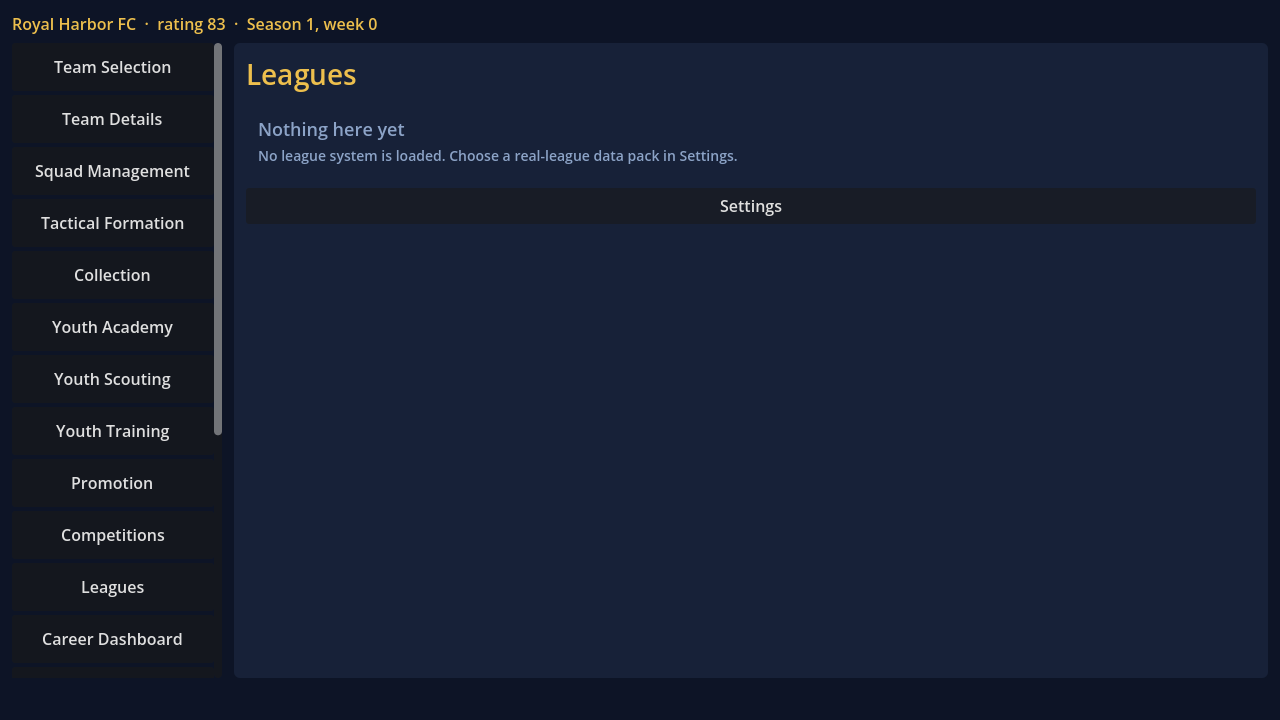 Royal Harbor FC · rating 83 · Season 1, week 0
Team Selection
Team Details
Squad Management
Tactical Formation
Collection
Youth Academy
Youth Scouting
Youth Training
Promotion
Competitions
Leagues
Career Dashboard
Leagues
Nothing here yet
No league system is loaded. Choose a real-league data pack in Settings.
Settings